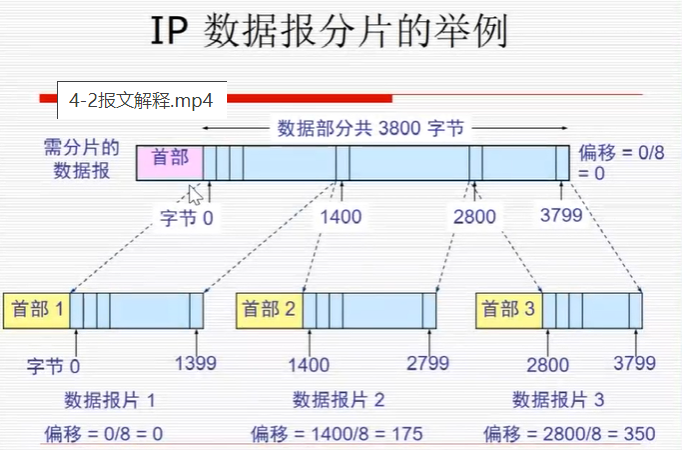 IP 数据报分片的举例
4-2报文解释.mp4
数据部分共 3800 字节
需分片的
数据报
首部
偏移 = 0/8
= 0
字节 0
1400
2800
3799
首部 1
首部 2
首部 3
字节 0
1399
1400
2799
2800
3799
数据报片 1
数据报片 2
数据报片 3
偏移 = 0/8 = 0
偏移 = 1400/8 = 175
偏移 = 2800/8 = 350